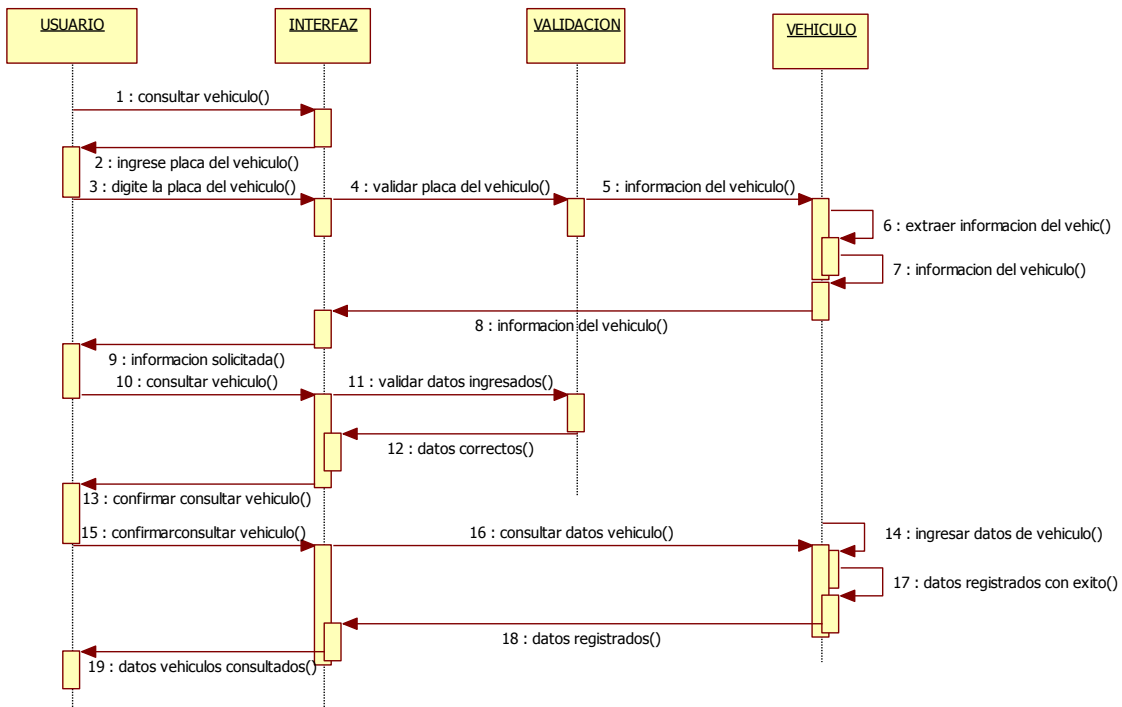 USUARIO
INTERFAZ
VALIDACION
VEHICULO
1 : consultar vehiculo()
2 : ingrese placa del vehiculo()
3 : digite la placa del vehiculo()
4 : validar placa del vehiculo()
5 : informacion del vehiculo()
6 : extraer informacion del vehic()
7 : informacion del vehiculo()
8 : informacion del vehiculo()
9 : informacion solicitada()
10 : consultar vehiculo()
11 : validar datos ingresados()
12 : datos correctos()
13 : confirmar consultar vehiculo()
15 : confirmarconsultar vehiculo()
16 : consultar datos vehiculo()
14 : ingresar datos de vehiculo()
17 : datos registrados con exito()
18 : datos registrados()
19 : datos vehiculos consultados()